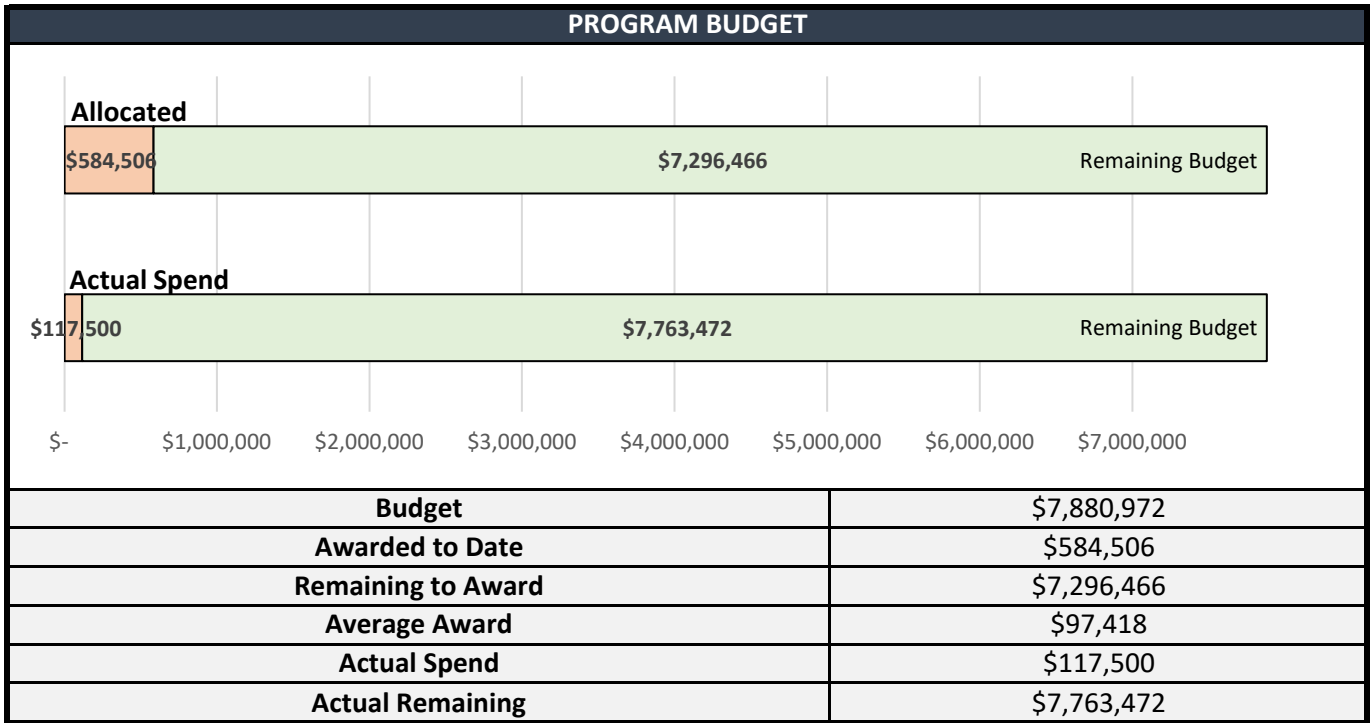 PROGRAM BUDGET
Allocated
$584,506 $7,296,466 Remaining Budget
Actual Spend
$117,500 $7,763,472 Remaining Budget
$- $1,000,000 $2,000,000 $3,000,000 $4,000,000 $5,000,000 $6,000,000 $7,000,000
Budget $7,880,972
Awarded to Date $584,506
Remaining to Award $7,296,466
Average Award $97,418
Actual Spend $117,500
Actual Remaining $7,763,472